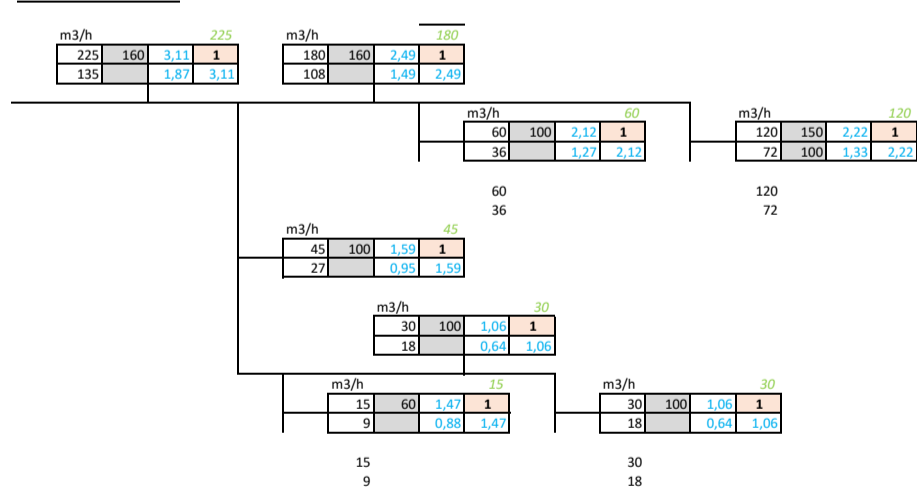 m3/h 225 m3/h 180
225 160 3,11 1 180 160 2,49 1
135 1,87 3,11 108 1,49 2,49
m3/h 60 m3/h 120
60 100 2,12 1 120 150 2,22 1
36 1,27 2,12 72 100 1,33 2,22
60 120
36 72
m3/h 45
45 100 1,59 1
27 0,95 1,59
m3/h 30
30 100 1,06 1
18 0,64 1,06
m3/h 15 m3/h 30
15 60 1,47 1 30 100 1,06 1
9 0,88 1,47 18 0,64 1,06
15 30
9 18